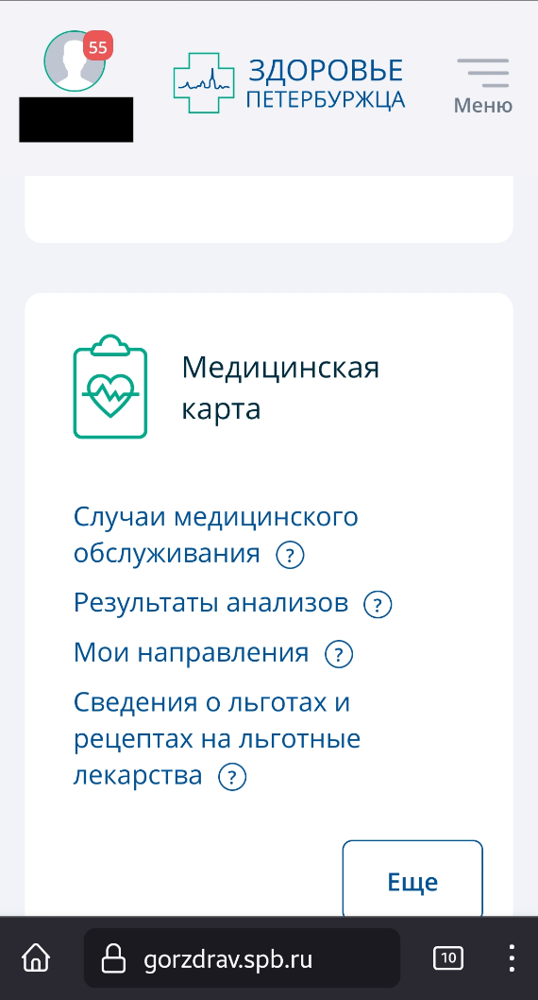 55
ЗДОРОВЬЕ
ПЕТЕРБУРЖЦА
Меню
Медицинская
карта
Случаи медицинского
обслуживания ?
Результаты анализов ?
Мои направления ?
Сведения о льготах и
рецептах на льготные
лекарства ?
Еще
gorzdrav.spb.ru
10